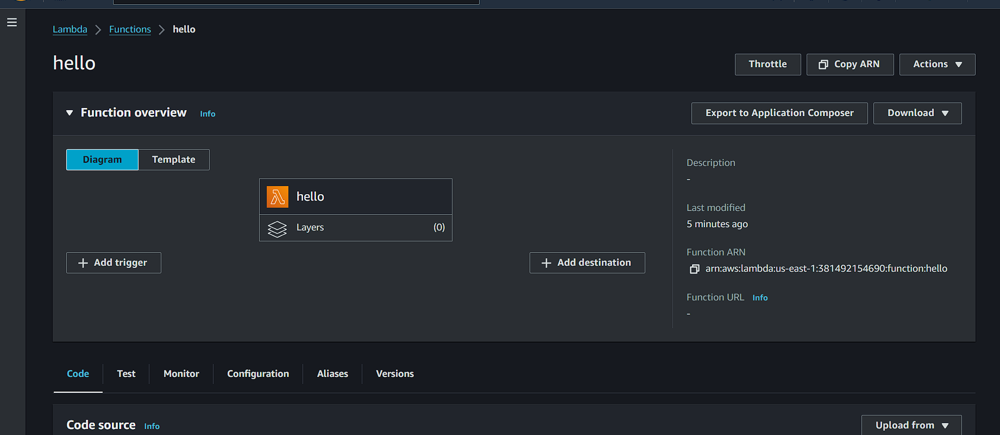 Lambda > Functions > hello
hello
Throttle Copy ARN Actions
Function overview Info
Export to Application Composer Download
Diagram Template
hello
Layers (0)
+ Add trigger
+ Add destination
Description
-
Last modified
5 minutes ago
Function ARN
arn:aws:lambda:us-east-1:381492154690:function:hello
Function URL Info
-
Code Test Monitor Configuration Aliases Versions
Code source Info
Upload from